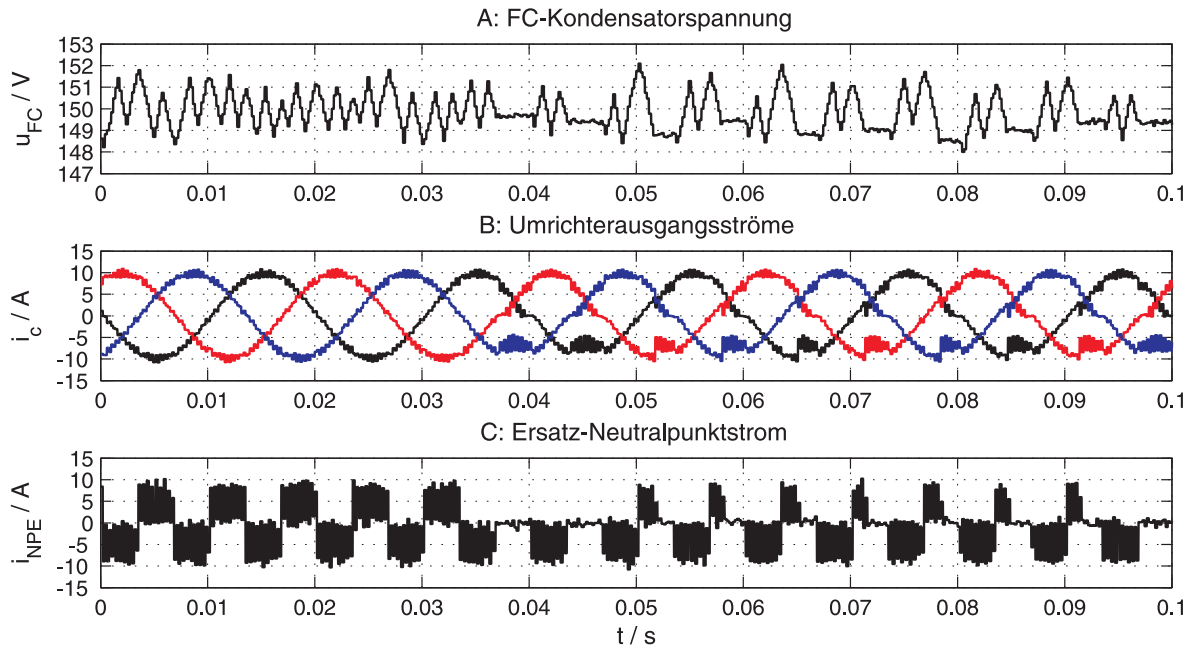 A: FC-Kondensatorspannung
153
152
151
150
149
148
147
u_FC / V
0 0.01 0.02 0.03 0.04 0.05 0.06 0.07 0.08 0.09 0.1
B: Umrichterausgangsströme
15
10
5
0
-5
-10
-15
i_c / A
0 0.01 0.02 0.03 0.04 0.05 0.06 0.07 0.08 0.09 0.1
C: Ersatz-Neutralpunktstrom
15
10
5
0
-5
-10
-15
i_NPE / A
0 0.01 0.02 0.03 0.04 0.05 0.06 0.07 0.08 0.09 0.1
t / s